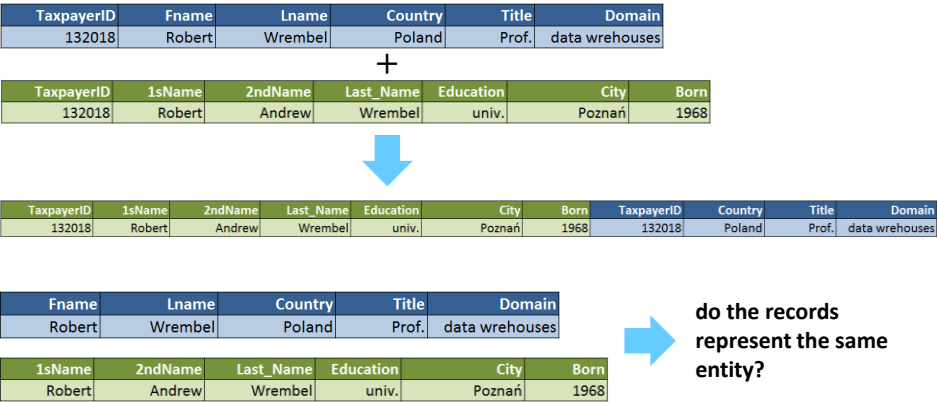 TaxpayerID Fname Lname Country Title Domain
132018 Robert Wrembel Poland Prof. data wrehouses
+
TaxpayerID 1sName 2ndName Last_Name Education City Born
132018 Robert Andrew Wrembel univ. Poznań 1968
TaxpayerID 1sName 2ndName Last_Name Education City Born TaxpayerID Country Title Domain
132018 Robert Andrew Wrembel univ. Poznań 1968 132018 Poland Prof. data wrehouses
Fname Lname Country Title Domain
Robert Wrembel Poland Prof. data wrehouses
do the records
represent the same
entity?
1sName 2ndName Last_Name Education City Born
Robert Andrew Wrembel univ. Poznań 1968